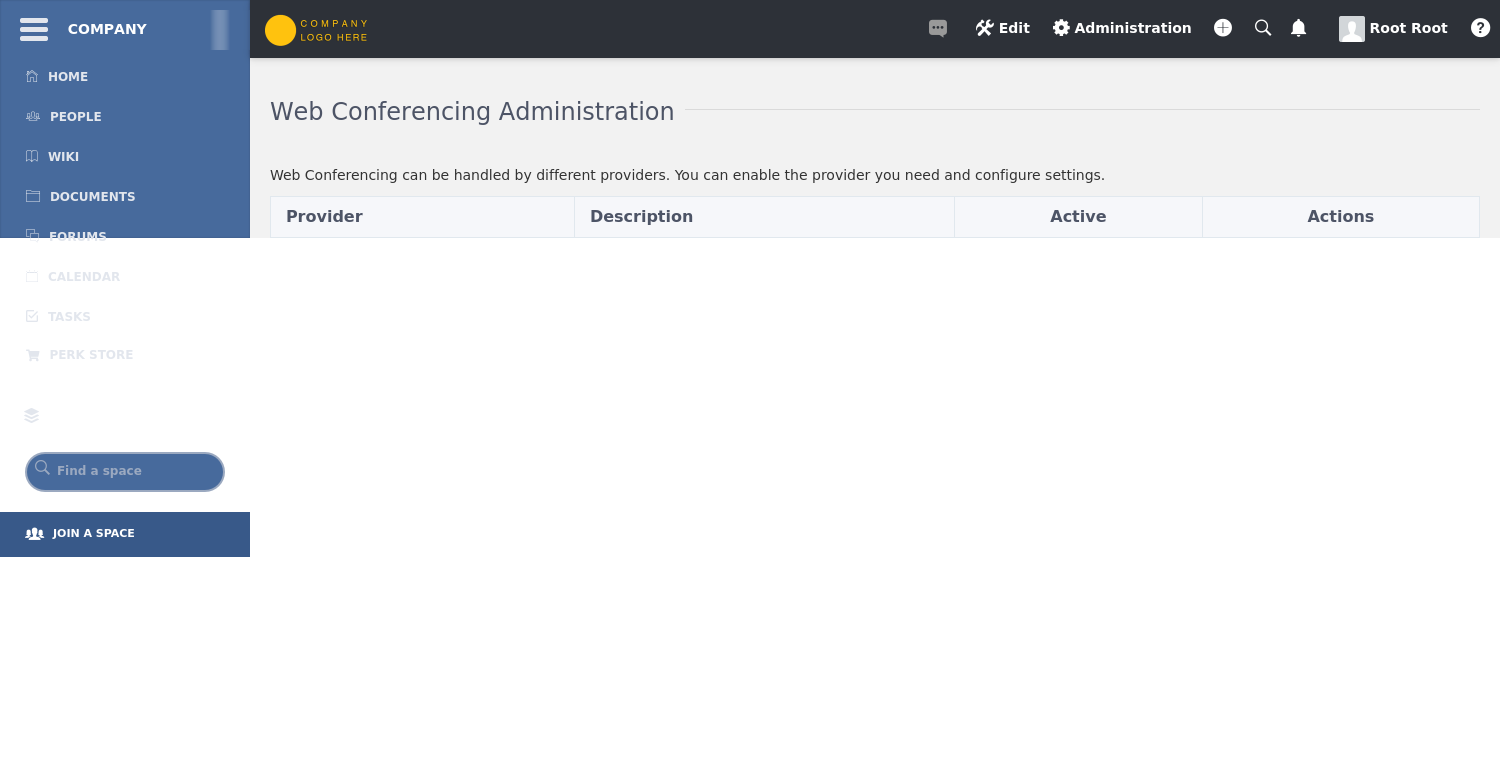 COMPANY
COMPANY
LOGO HERE
Edit
Administration
Root Root
HOME
PEOPLE
WIKI
DOCUMENTS
FORUMS
CALENDAR
TASKS
PERK STORE
Find a space
JOIN A SPACE
Web Conferencing Administration
Web Conferencing can be handled by different providers. You can enable the provider you need and configure settings.
Provider Description Active Actions